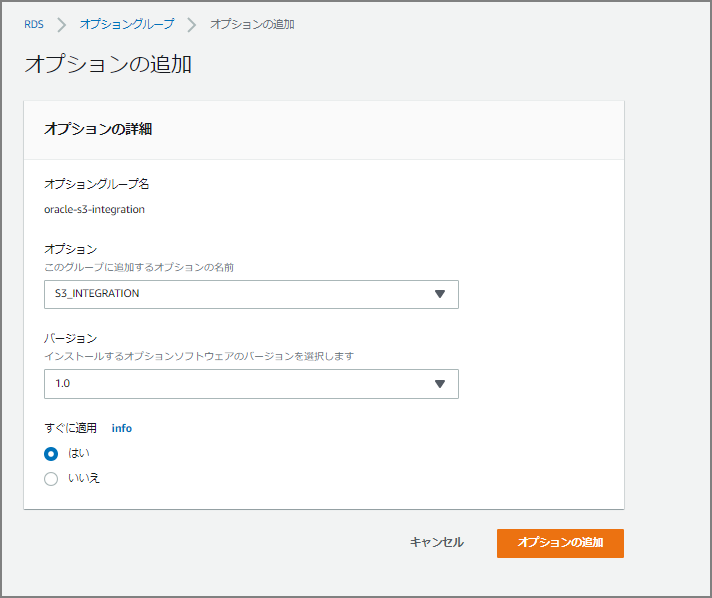 RDS オプショングループ オプションの追加
オプションの追加
オプションの詳細
オプショングループ名
oracle-s3-integration
オプション
このグループに追加するオプションの名前
S3_INTEGRATION
バージョン
インストールするオプションソフトウェアのバージョンを選択します
1.0
すぐに適用 info
はい
いいえ
キャンセル オプションの追加